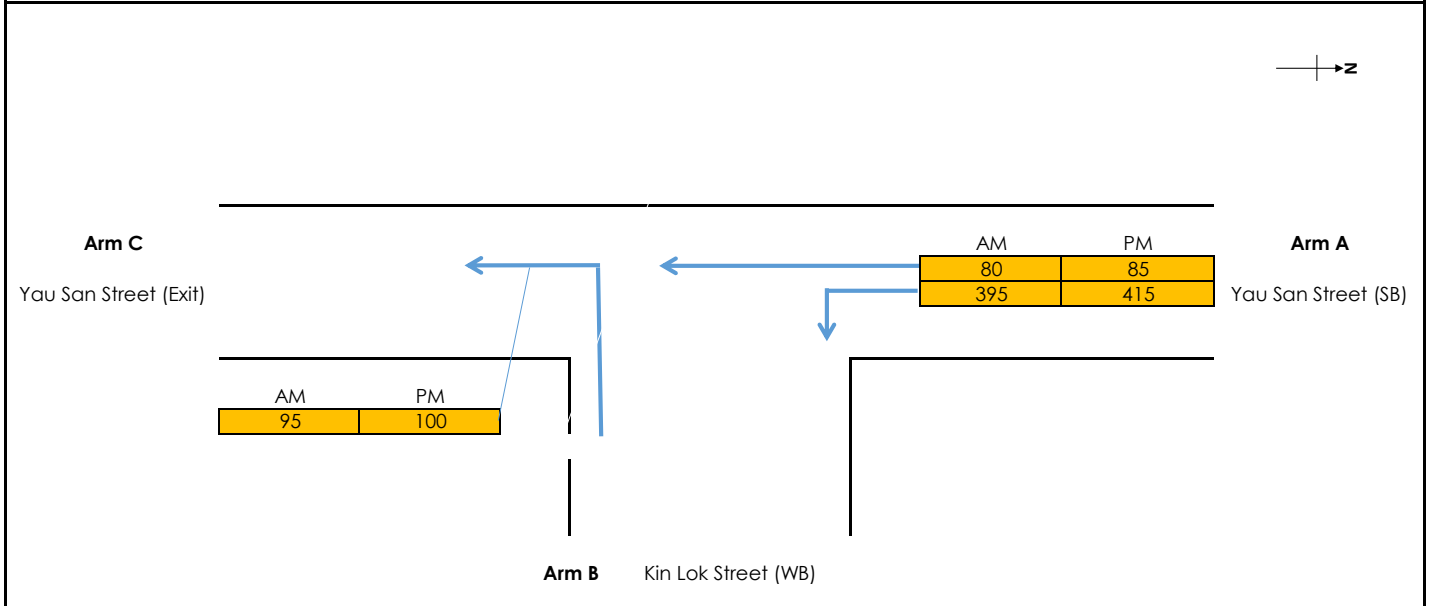 N
Arm C
AM PM
Arm A
80 85
Yau San Street (Exit)
395 415
Yau San Street (SB)
AM PM
95 100
Arm B Kin Lok Street (WB)